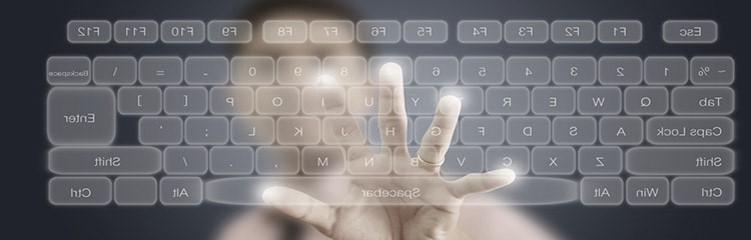 Esc F1 F2 F3 F4 F5 F6 F7 F8 F9 F10 F11 F12
~ % 1 2 3 4 5 6 8 9 0 - = \ Backspace
Tab Q W E R Y U I O P [ ]
Caps Lock A S D F G H J K L ; ' Enter
Shift Z X C V N M , . / Shift
Ctrl Win Alt Spacebar Alt Ctrl